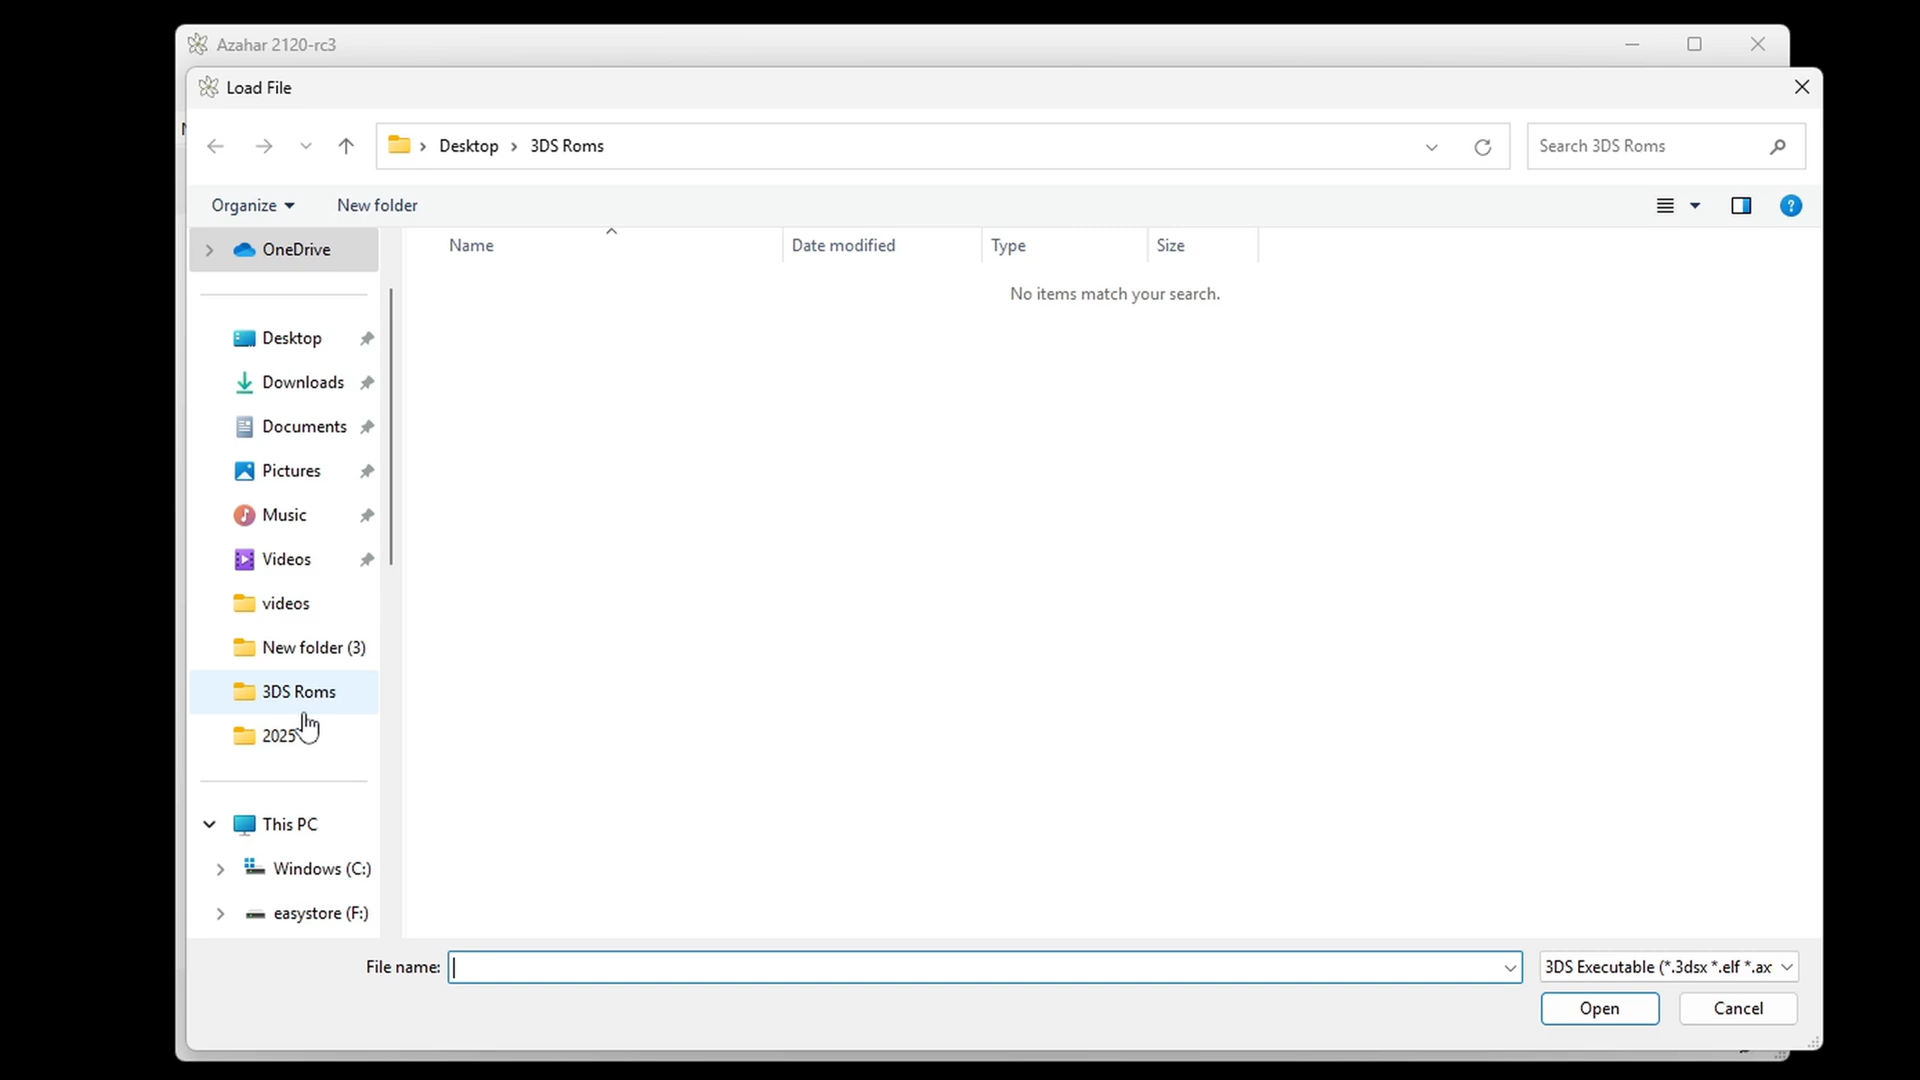 Azahar 2120-rc3
Load File
Desktop
3DS Roms
Search 3DS Roms
Organize
New folder
Name
Date modified
Type
Size
No items match your search.
OneDrive
Desktop
Downloads
Documents
Pictures
Music
Videos
videos
New folder (3)
3DS Roms
2025
This PC
Windows (C:)
easystore (F:)
File name:
3DS Executable (*.3dsx *.elf *.ax
Open
Cancel